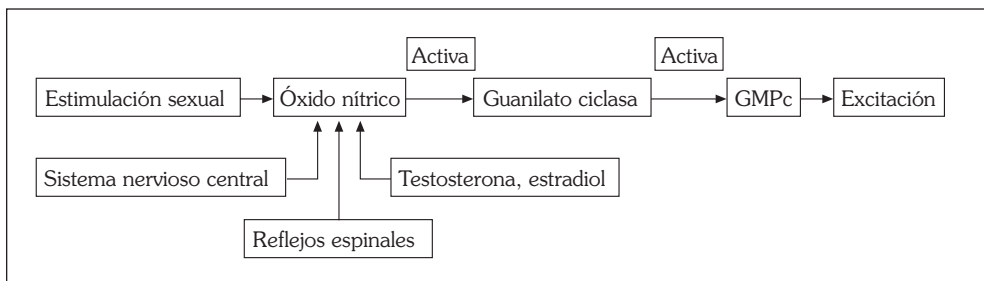 Activa
Activa
Estimulación sexual
Óxido nítrico
Guanilato ciclasa
GMPc
Excitación
Sistema nervioso central
Testosterona, estradiol
Reflejos espinales